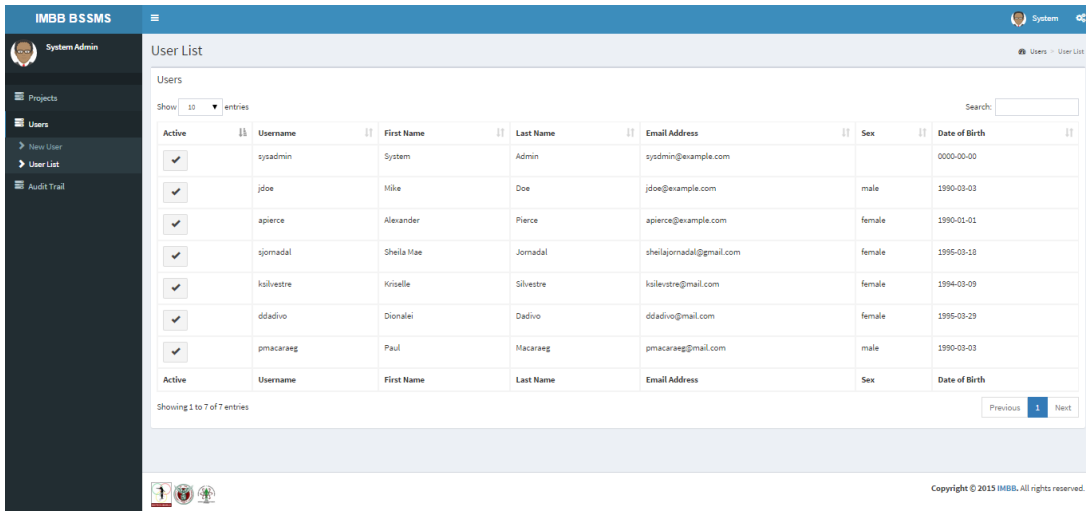 IMBB BSSMS
System
System Admin
User List
Users > User List
Projects
Users
New User
User List
Audit Trail
Users
Show 10 entries
Search:
Active Username First Name Last Name Email Address Sex Date of Birth
sysadmin System Admin sysdmin@example.com 0000-00-00
jdoe Mike Doe jdoe@example.com male 1990-03-03
apierce Alexander Pierce apierce@example.com female 1990-01-01
sjornadal Sheila Mae Jornadal sheilajornadal@gmail.com female 1995-03-18
ksilvestre Kriselle Silvestre ksilevstre@mail.com female 1994-03-09
ddadivo Dionalei Dadivo ddadivo@mail.com female 1995-03-29
pmacaraeg Paul Macaraeg pmacaraeg@mail.com male 1990-03-03
Active Username First Name Last Name Email Address Sex Date of Birth
Showing 1 to 7 of 7 entries
Previous 1 Next
Copyright © 2015 IMBB. All rights reserved.